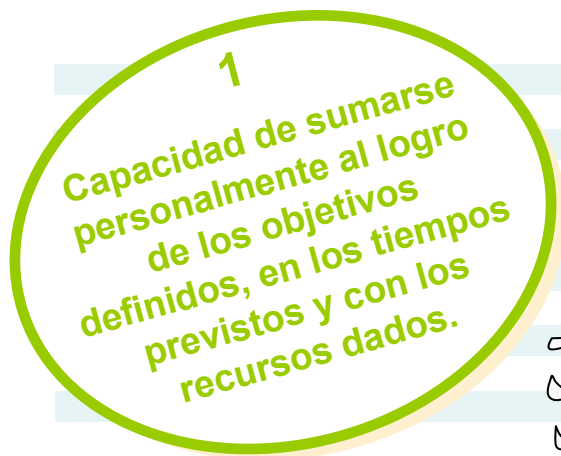 1
Capacidad de sumarse
personalmente al logro
de los objetivos
definidos, en los tiempos
previstos y con los
recursos dados.